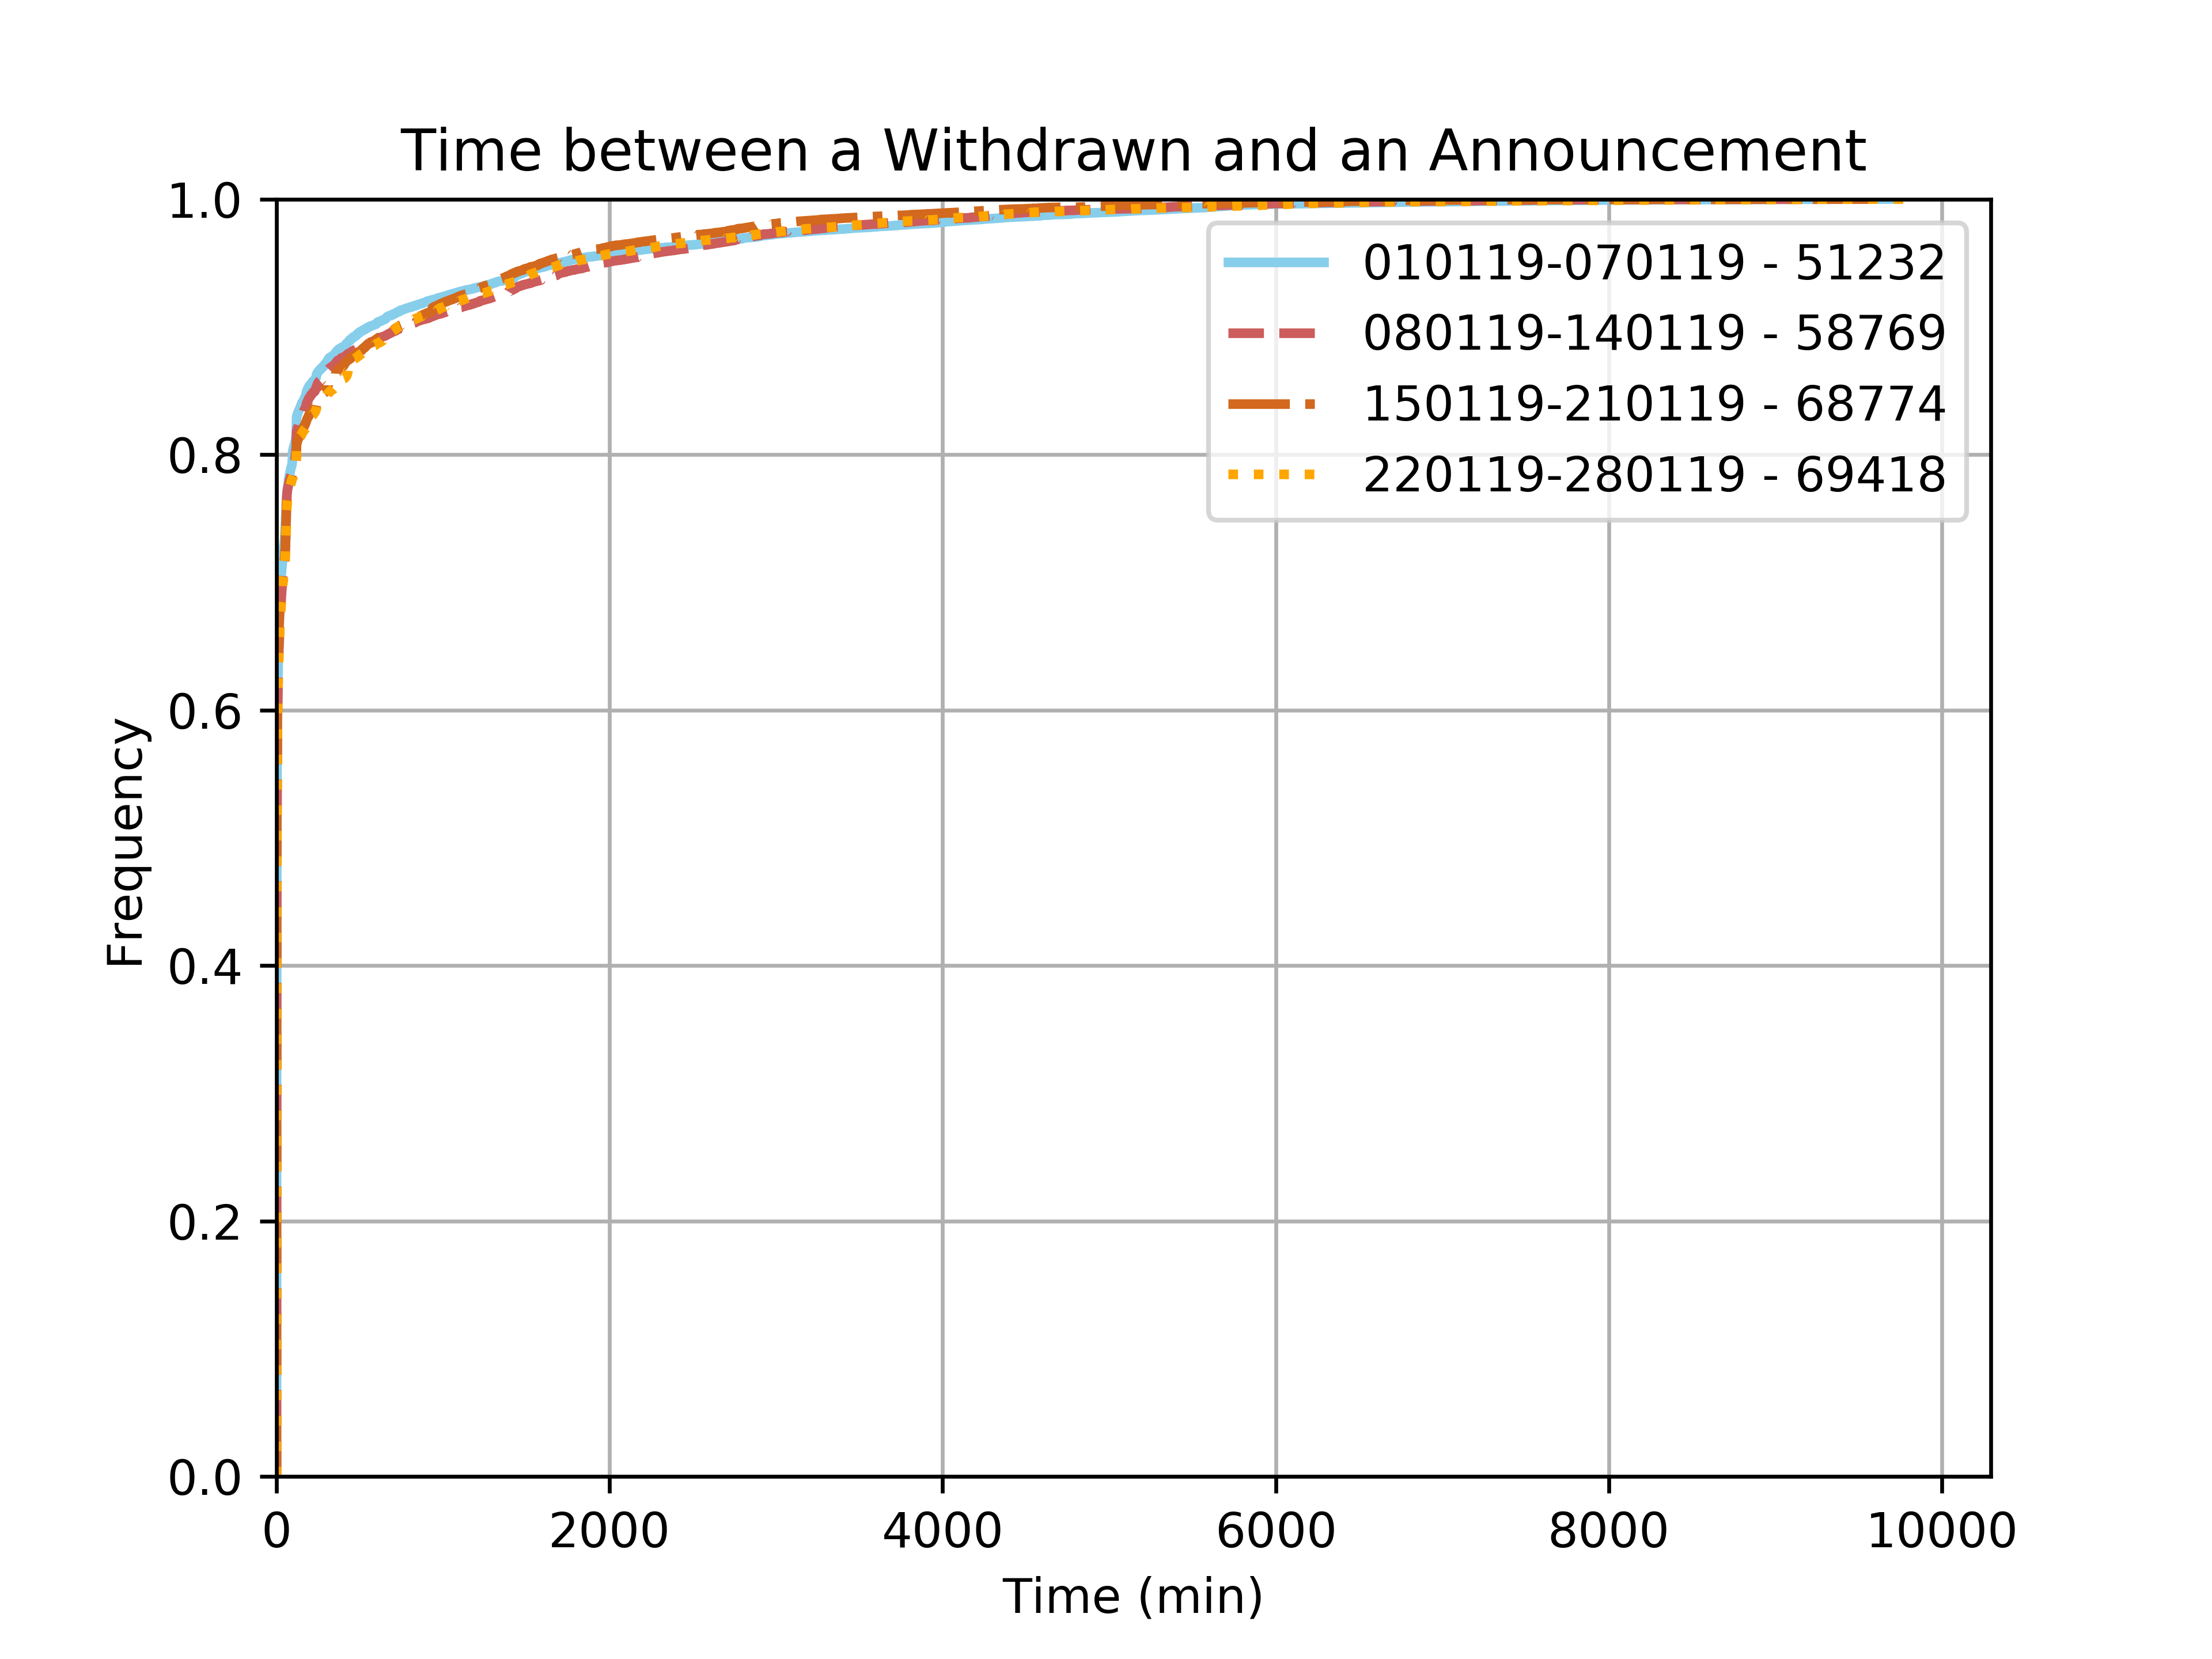 Time between a Withdrawn and an Announcement
1.0
0.8
0.6
0.4
0.2
0.0
Frequency
010119-070119 - 51232
080119-140119 - 58769
150119-210119 - 68774
220119-280119 - 69418
0 2000 4000 6000 8000 10000
Time (min)